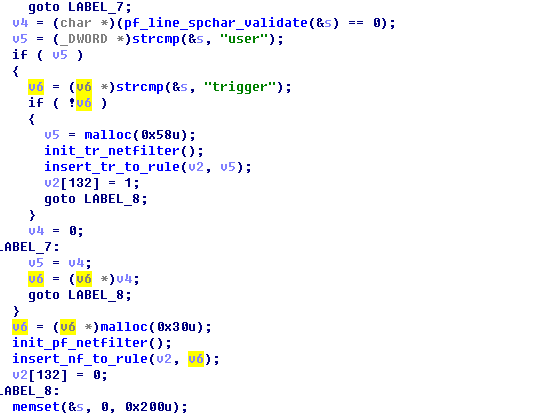 goto LABEL_7;
v4 = (char *)(pf_line_spchar_validate(&s) == 0);
v5 = (_DWORD *)strcmp(&s, "user");
if ( v5 )
{
v6 = (v6 *)strcmp(&s, "trigger");
if ( !v6 )
{
v5 = malloc(0x58u);
init_tr_netfilter();
insert_tr_to_rule(v2, v5);
v2[132] = 1;
goto LABEL_8;
}
v4 = 0;
LABEL_7:
v5 = v4;
v6 = (v6 *)v4;
goto LABEL_8;
}
v6 = (v6 *)malloc(0x30u);
init_pf_netfilter();
insert_nf_to_rule(v2, v6);
v2[132] = 0;
LABEL_8:
memset(&s, 0, 0x200u);